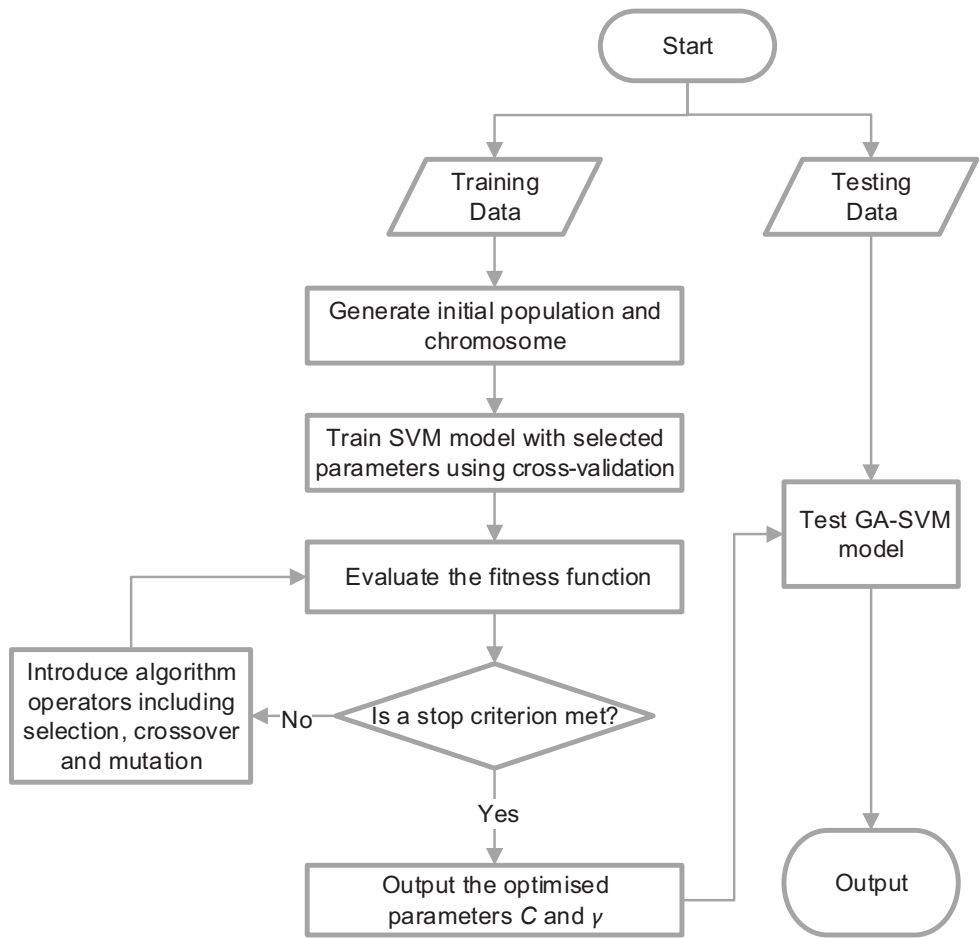 Start
Training
Data
Testing
Data
Generate initial population and
chromosome
Train SVM model with selected
parameters using cross-validation
Test GA-SVM
model
Evaluate the fitness function
Introduce algorithm
operators including
selection, crossover
and mutation
No
Is a stop criterion met?
Yes
Output the optimised
parameters C and γ
Output